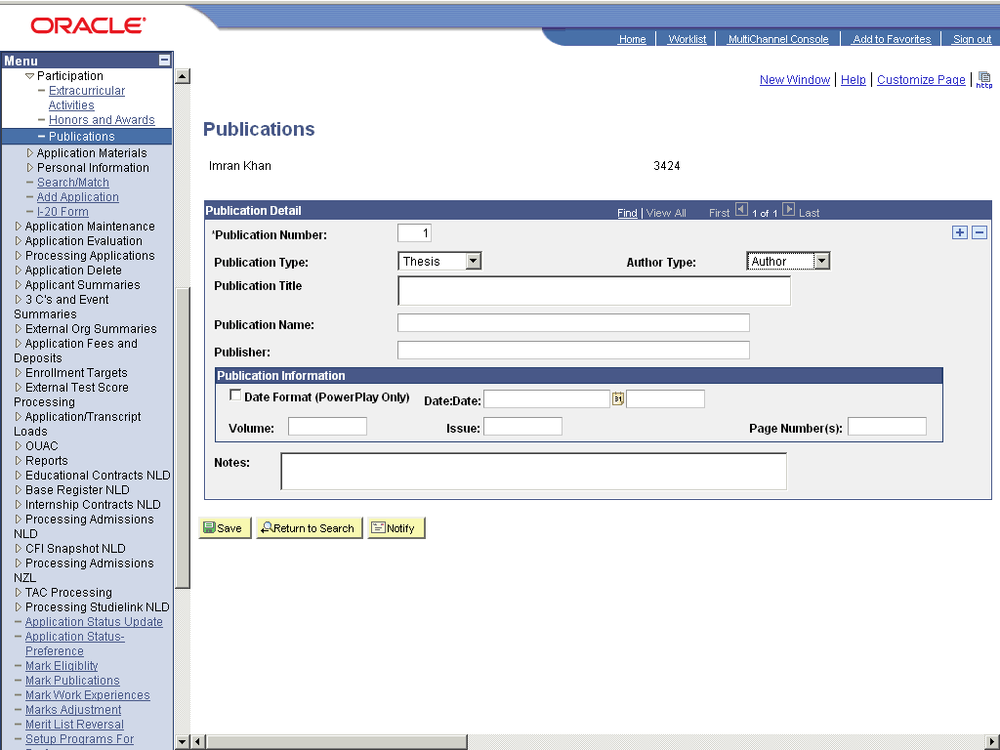 ORACLE®
Home Worklist MultiChannel Console Add to Favorites Sign out
Menu
Participation
Extracurricular
Activities
Honors and Awards
Publications
Application Materials
Personal Information
Search/Match
Add Application
I-20 Form
Application Maintenance
Application Evaluation
Processing Applications
Application Delete
Applicant Summaries
3 C's and Event
Summaries
External Org Summaries
Application Fees and
Deposits
Enrollment Targets
External Test Score
Processing
Application/Transcript
Loads
OUAC
Reports
Educational Contracts NLD
Base Register NLD
Internship Contracts NLD
Processing Admissions
NLD
CFI Snapshot NLD
Processing Admissions
NZL
TAC Processing
Processing Studielink NLD
Application Status Update
Application Status-
Preference
Mark Eligiblity
Mark Publications
Mark Work Experiences
Marks Adjustment
Merit List Reversal
Setup Programs For
New Window | Help | Customize Page | http
Publications
Imran Khan 3424
Publication Detail Find | View All First 1 of 1 Last
*Publication Number: 1
Publication Type: Thesis Author Type: Author
Publication Title
Publication Name:
Publisher:
Publication Information
Date Format (PowerPlay Only) Date:Date: 31
Volume: Issue: Page Number(s):
Notes:
Save Return to Search Notify